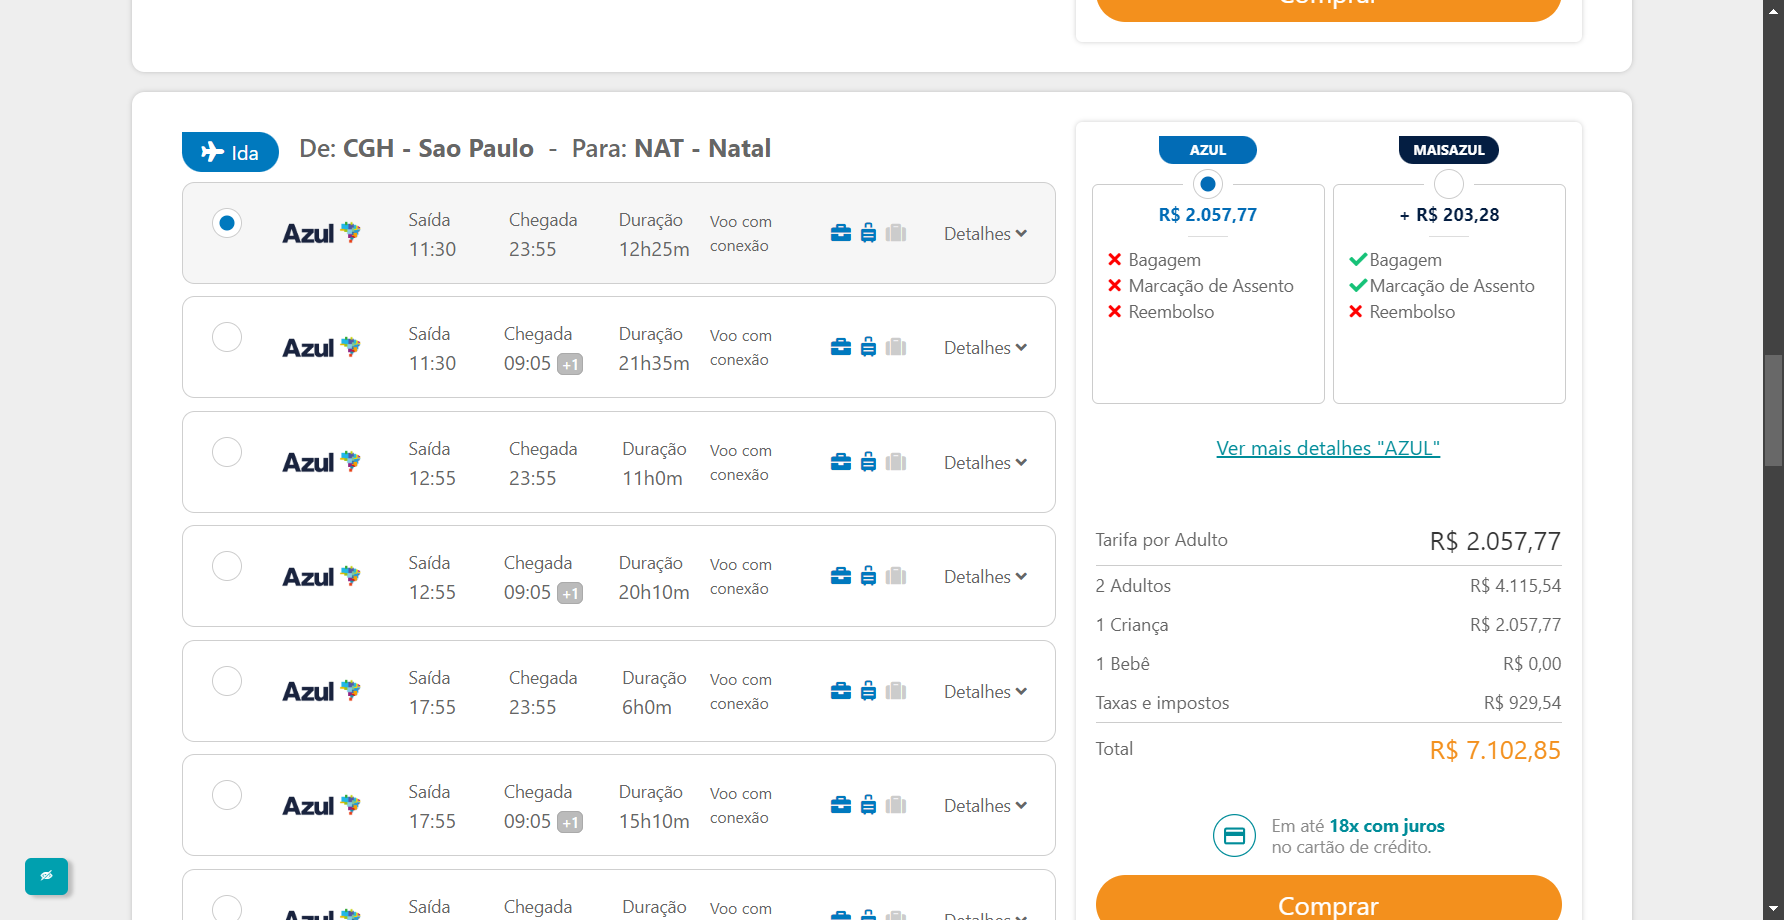 Comprar
Ida
De: CGH - Sao Paulo - Para: NAT - Natal
Azul
Saída
11:30
Chegada
23:55
Duração
12h25m
Voo com
conexão
Detalhes
Azul
Saída
11:30
Chegada
09:05 +1
Duração
21h35m
Voo com
conexão
Detalhes
Azul
Saída
12:55
Chegada
23:55
Duração
11h0m
Voo com
conexão
Detalhes
Azul
Saída
12:55
Chegada
09:05 +1
Duração
20h10m
Voo com
conexão
Detalhes
Azul
Saída
17:55
Chegada
23:55
Duração
6h0m
Voo com
conexão
Detalhes
Azul
Saída
17:55
Chegada
09:05 +1
Duração
15h10m
Voo com
conexão
Detalhes
Azul
Saída
Chegada
Duração
Voo com
Detalhes
AZUL
R$ 2.057,77
Bagagem
Marcação de Assento
Reembolso
MAISAZUL
+ R$ 203,28
Bagagem
Marcação de Assento
Reembolso
Ver mais detalhes "AZUL"
Tarifa por Adulto R$ 2.057,77
2 Adultos R$ 4.115,54
1 Criança R$ 2.057,77
1 Bebê R$ 0,00
Taxas e impostos R$ 929,54
Total R$ 7.102,85
Em até 18x com juros
no cartão de crédito.
Comprar